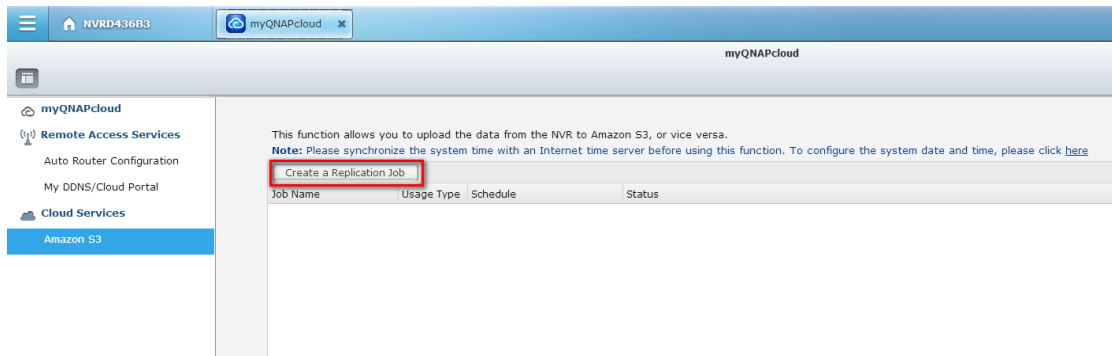 NVRD436B3
myQNAPcloud
myQNAPcloud
myQNAPcloud
Remote Access Services
Auto Router Configuration
My DDNS/Cloud Portal
Cloud Services
Amazon S3
This function allows you to upload the data from the NVR to Amazon S3, or vice versa.
Note: Please synchronize the system time with an Internet time server before using this function. To configure the system date and time, please click here
Create a Replication Job
Job Name Usage Type Schedule Status